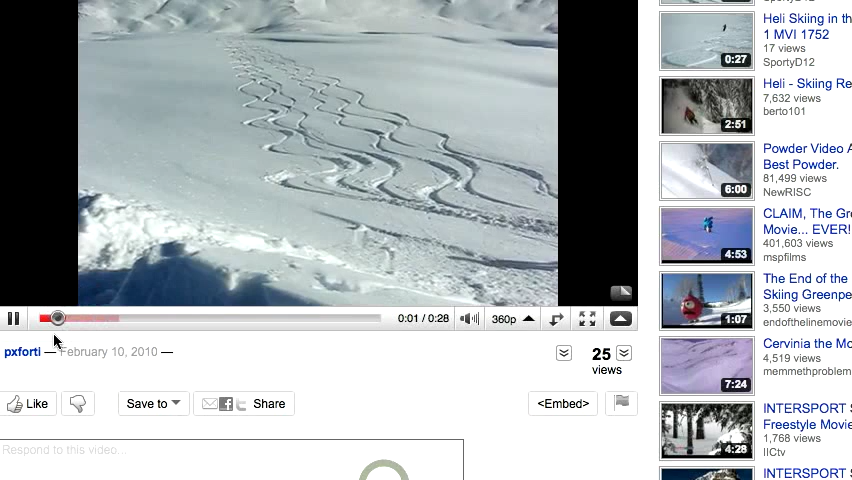 0:01 / 0:28
360p
pxforti — February 10, 2010 —
25
views
Like
Save to
Share
<Embed>
Respond to this video...
SportyD12
Heli Skiing in th
1 MVI 1752
17 views
SportyD12
0:27
Heli - Skiing Re
7,632 views
berto101
2:51
Powder Video A
Best Powder.
81,499 views
NewRISC
6:00
CLAIM, The Gr
Movie... EVER!
401,603 views
mspfilms
4:53
The End of the
Skiing Greenpe
3,550 views
endofthelinemovie
1:07
Cervinia the Mo
4,519 views
memmethproblem
7:24
INTERSPORT S
Freestyle Movie
1,768 views
IICtv
4:28
INTERSPORT S